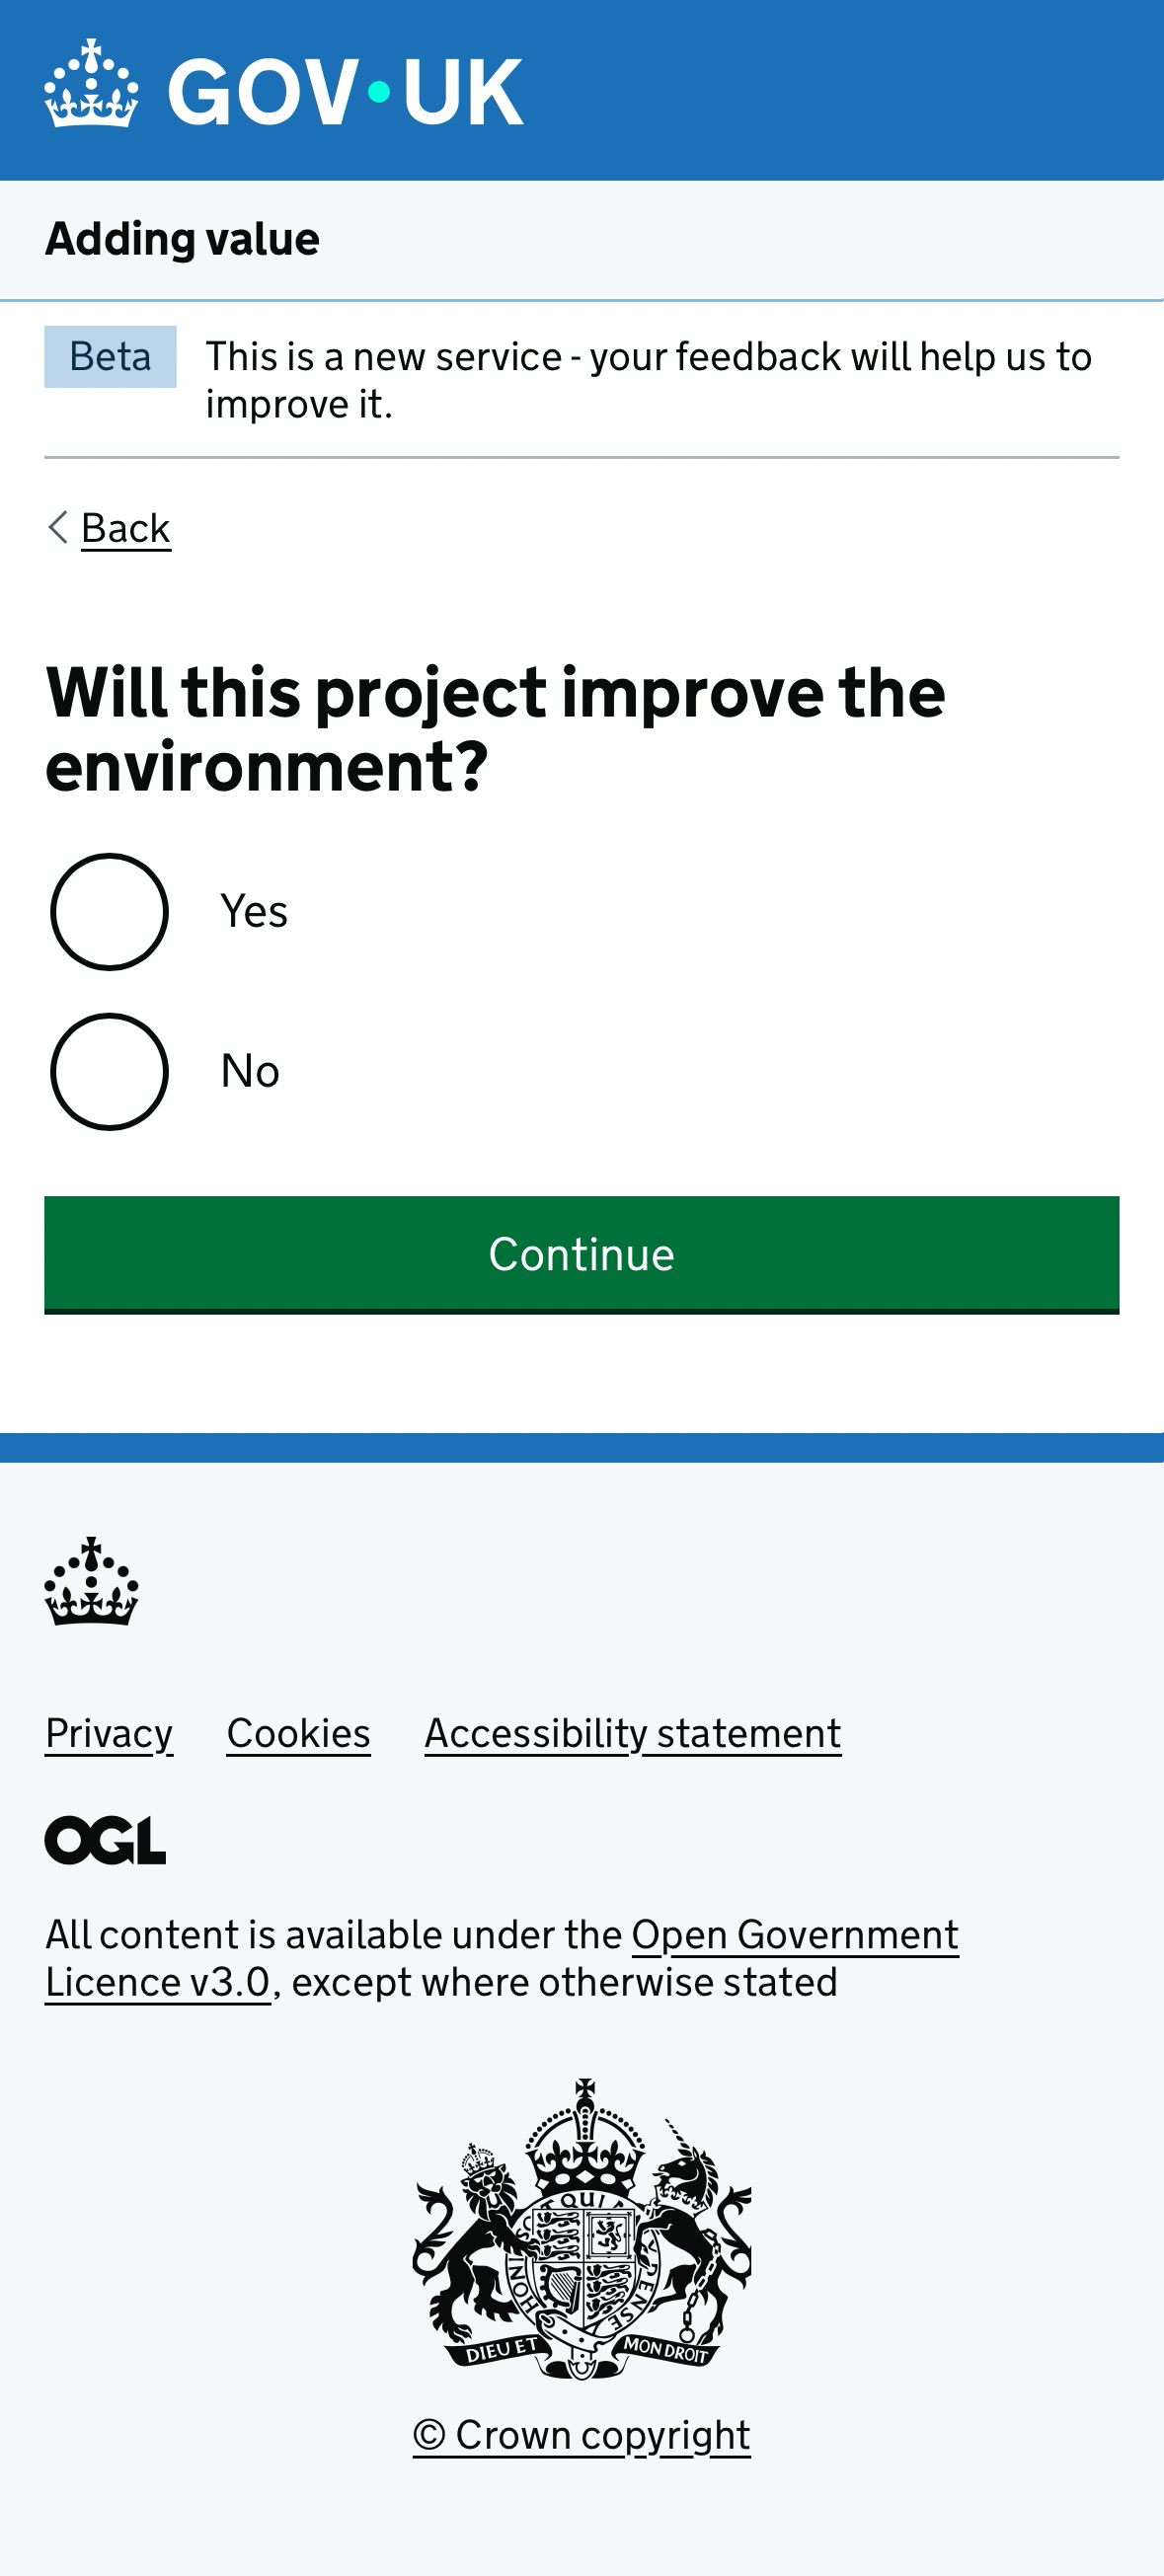 GOV·UK
Adding value
Beta
This is a new service - your feedback will help us to
improve it.
Back
Will this project improve the
environment?
Yes
No
Continue
Privacy Cookies Accessibility statement
OGL
All content is available under the Open Government
Licence v3.0, except where otherwise stated
QUI
HONI
PENSE
DIEU ET MON DROIT
© Crown copyright